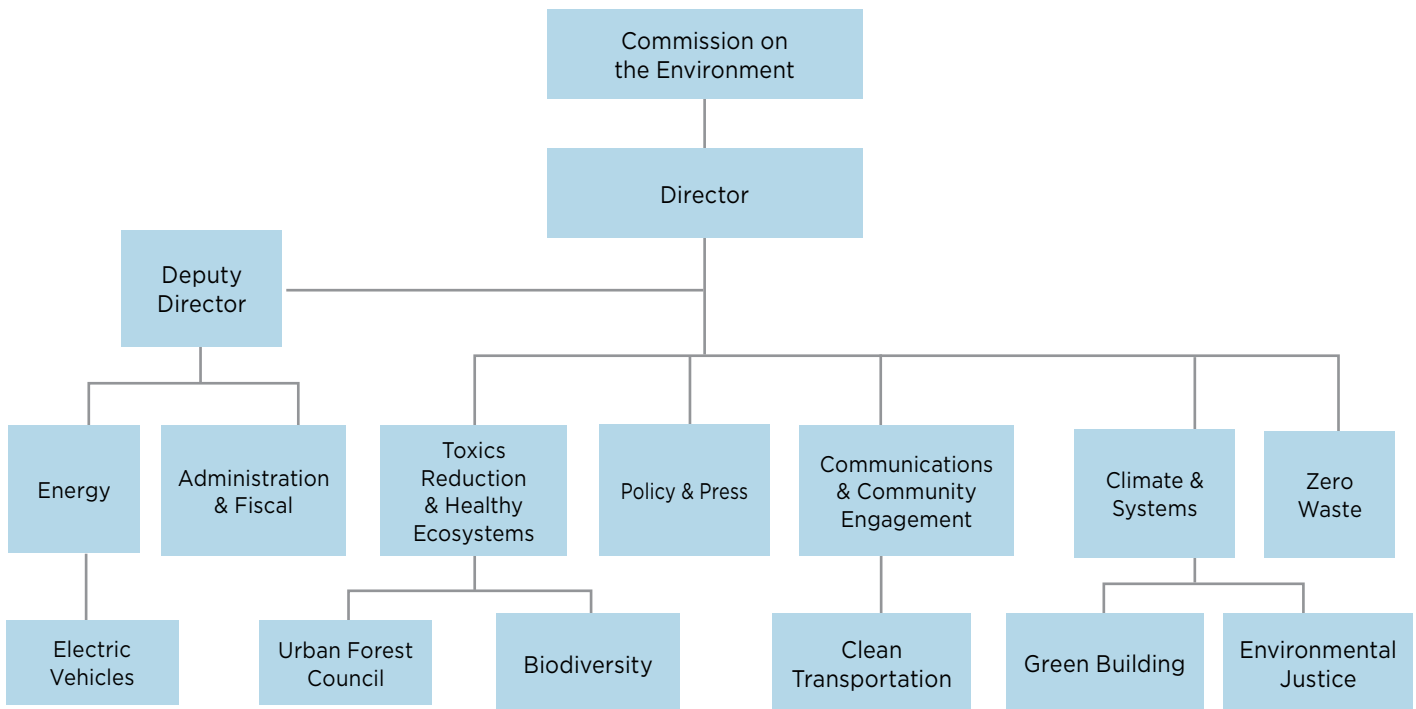 Commission on
the Environment
Director
Deputy
Director
Energy
Administration
& Fiscal
Toxics
Reduction
& Healthy
Ecosystems
Policy & Press
Communications
& Community
Engagement
Climate &
Systems
Zero
Waste
Electric
Vehicles
Urban Forest
Council
Biodiversity
Clean
Transportation
Green Building
Environmental
Justice